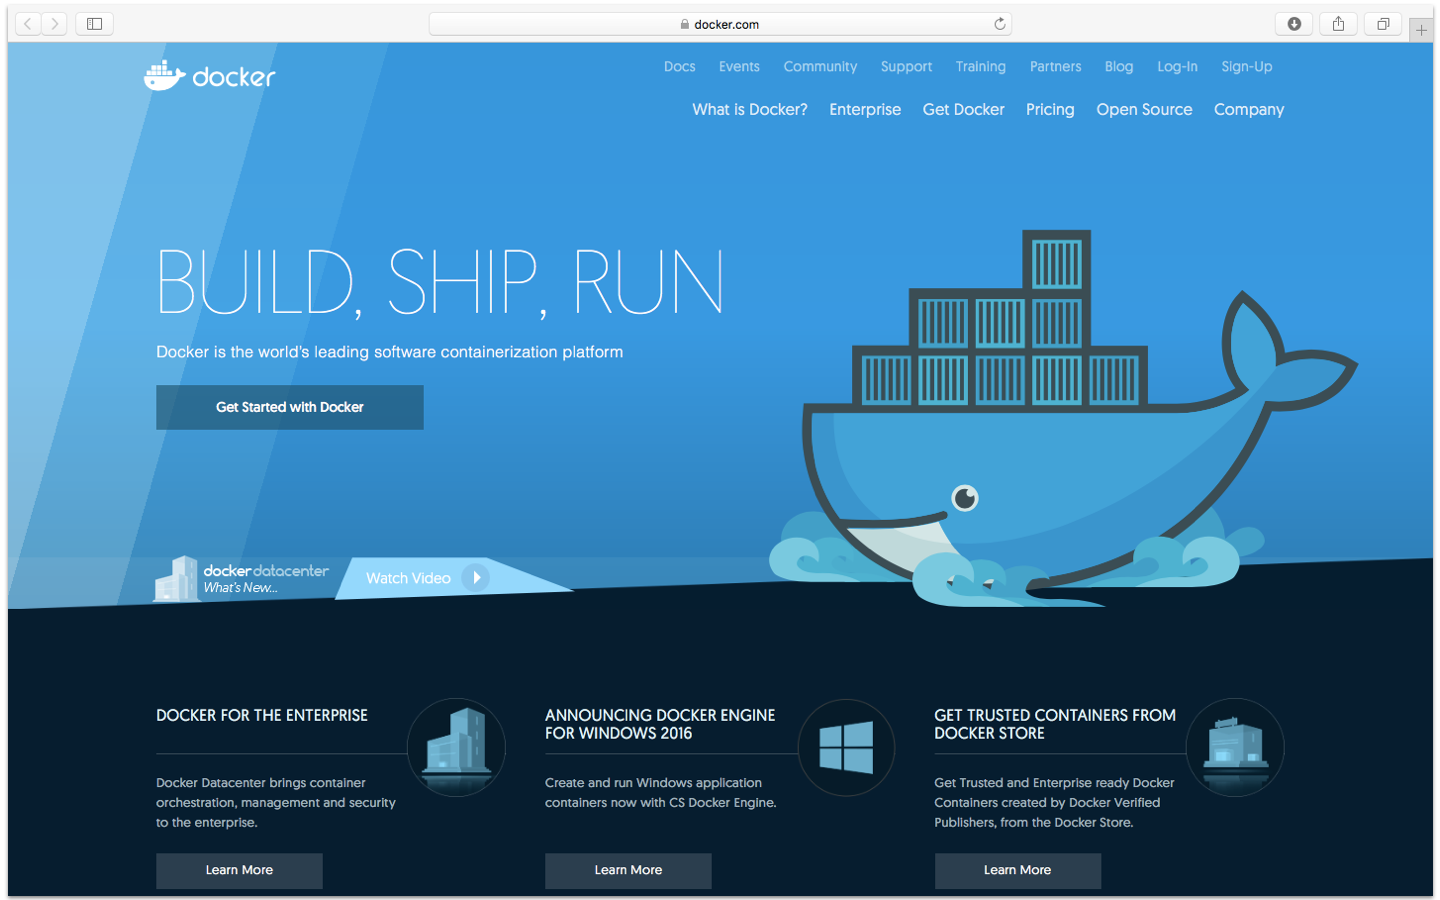 docker.com
docker
Docs Events Community Support Training Partners Blog Log-In Sign-Up
What is Docker? Enterprise Get Docker Pricing Open Source Company
BUILD, SHIP, RUN
Docker is the world's leading software containerization platform
Get Started with Docker
dockerdatacenter
What's New...
Watch Video
DOCKER FOR THE ENTERPRISE
Docker Datacenter brings container
orchestration, management and security
to the enterprise.
Learn More
ANNOUNCING DOCKER ENGINE
FOR WINDOWS 2016
Create and run Windows application
containers now with CS Docker Engine.
Learn More
GET TRUSTED CONTAINERS FROM
DOCKER STORE
Get Trusted and Enterprise ready Docker
Containers created by Docker Verified
Publishers, from the Docker Store.
Learn More